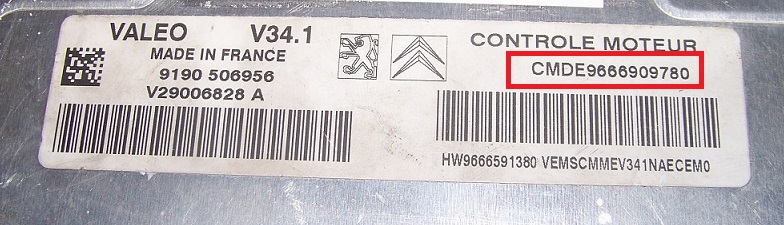 VALEO V34.1
MADE IN FRANCE
9190 506956
V29006828 A
CONTROLE MOTEUR
CMDE9666909780
HW9666591380 VEMSCMMEV341NAECEM0